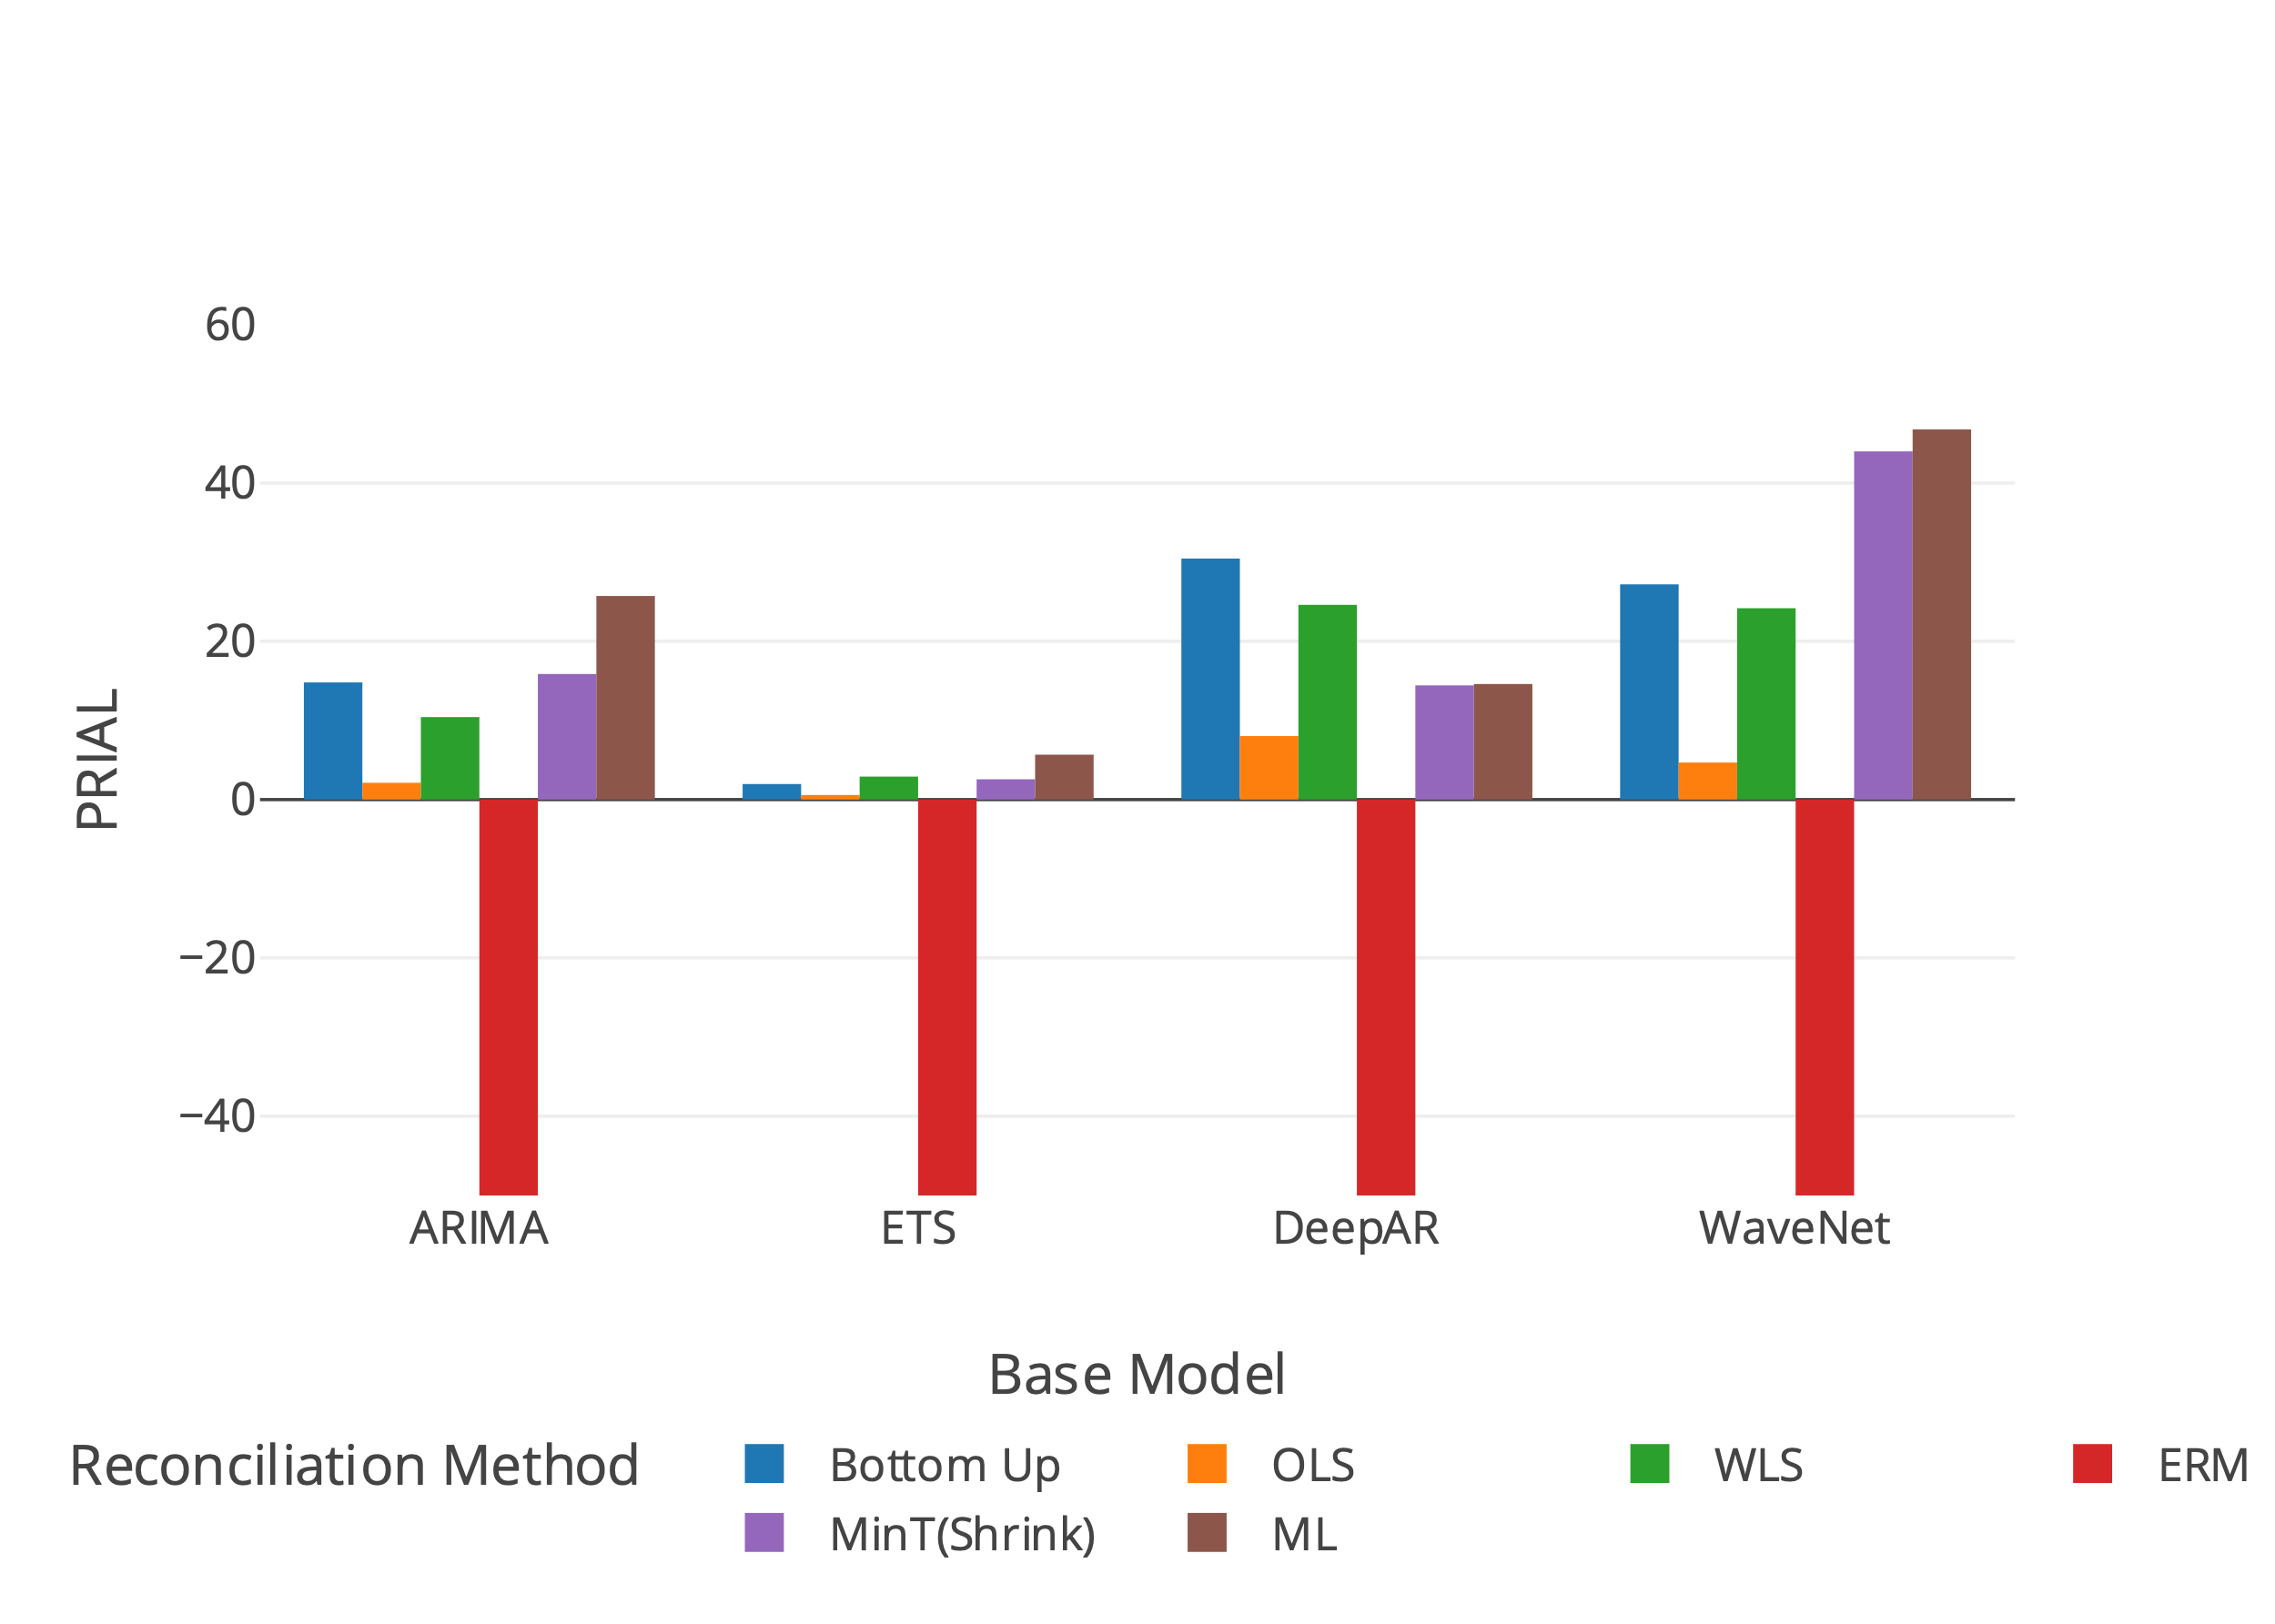 60
40
20
0
−20
−40
PRIAL
ARIMA ETS DeepAR WaveNet
Base Model
Reconciliation Method Bottom Up OLS WLS ERM
MinT(Shrink) ML